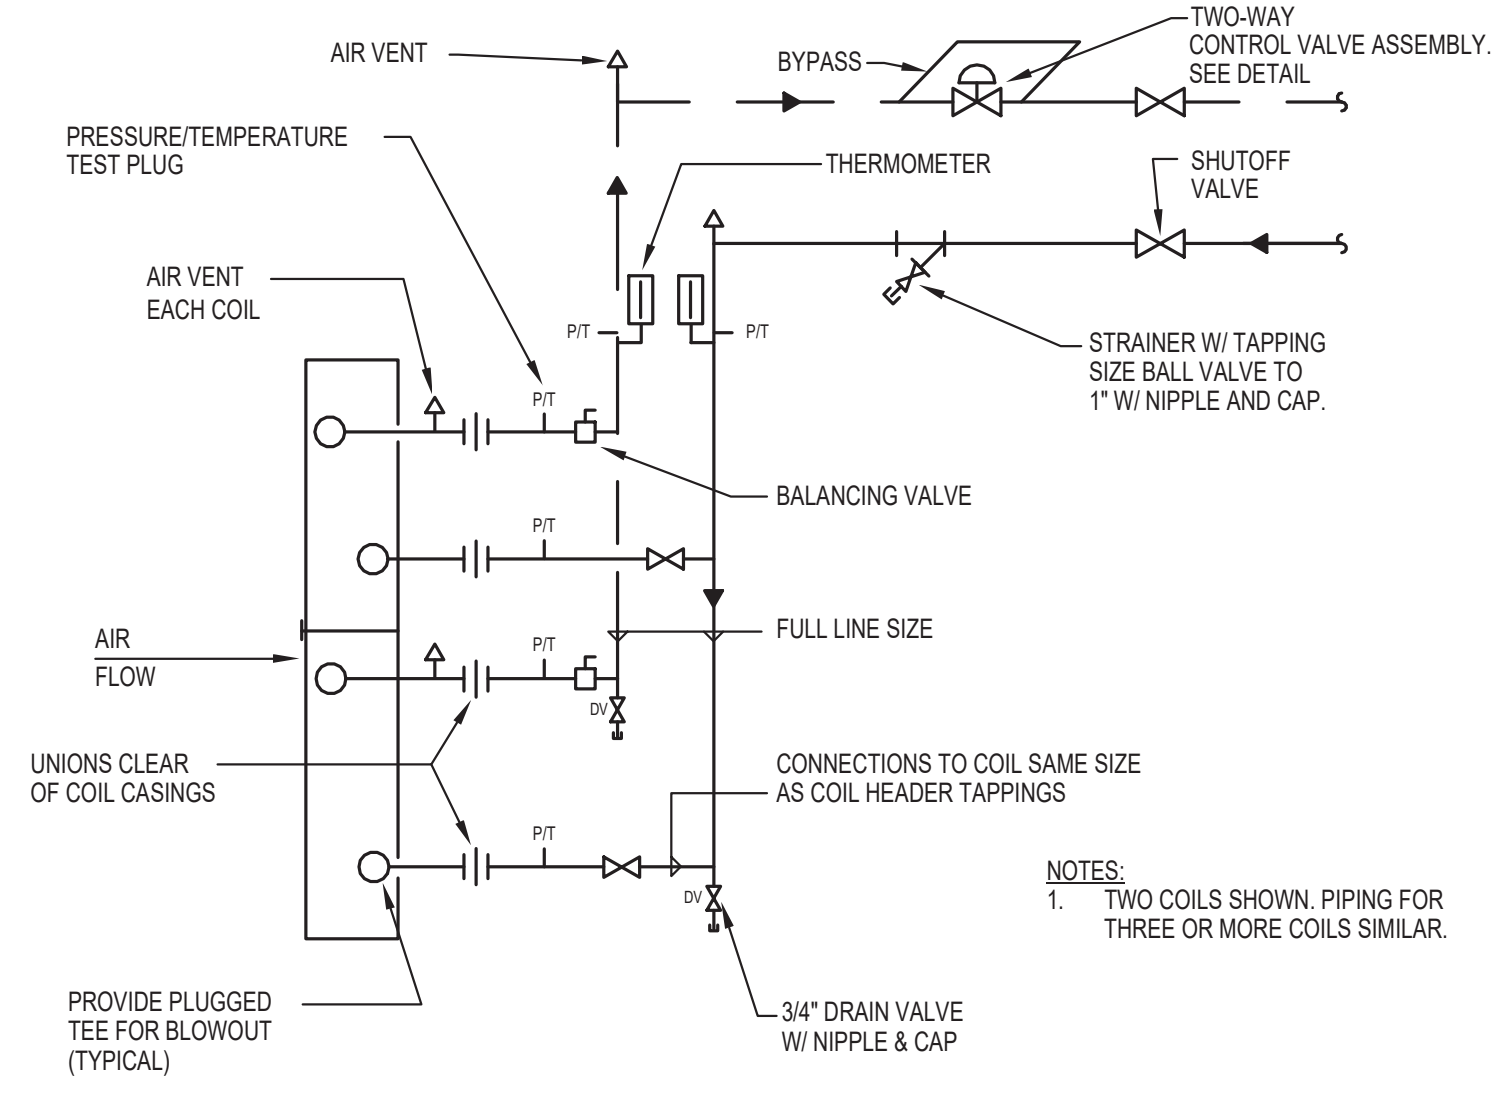 TWO-WAY
CONTROL VALVE ASSEMBLY.
SEE DETAIL
AIR VENT
BYPASS
PRESSURE/TEMPERATURE
TEST PLUG
THERMOMETER
SHUTOFF
VALVE
AIR VENT
EACH COIL
P/T
P/T
STRAINER W/ TAPPING
SIZE BALL VALVE TO
1" W/ NIPPLE AND CAP.
P/T
BALANCING VALVE
P/T
FULL LINE SIZE
AIR
FLOW
P/T
DV
UNIONS CLEAR
OF COIL CASINGS
CONNECTIONS TO COIL SAME SIZE
AS COIL HEADER TAPPINGS
P/T
DV
NOTES:
1. TWO COILS SHOWN. PIPING FOR
THREE OR MORE COILS SIMILAR.
PROVIDE PLUGGED
TEE FOR BLOWOUT
(TYPICAL)
3/4" DRAIN VALVE
W/ NIPPLE & CAP